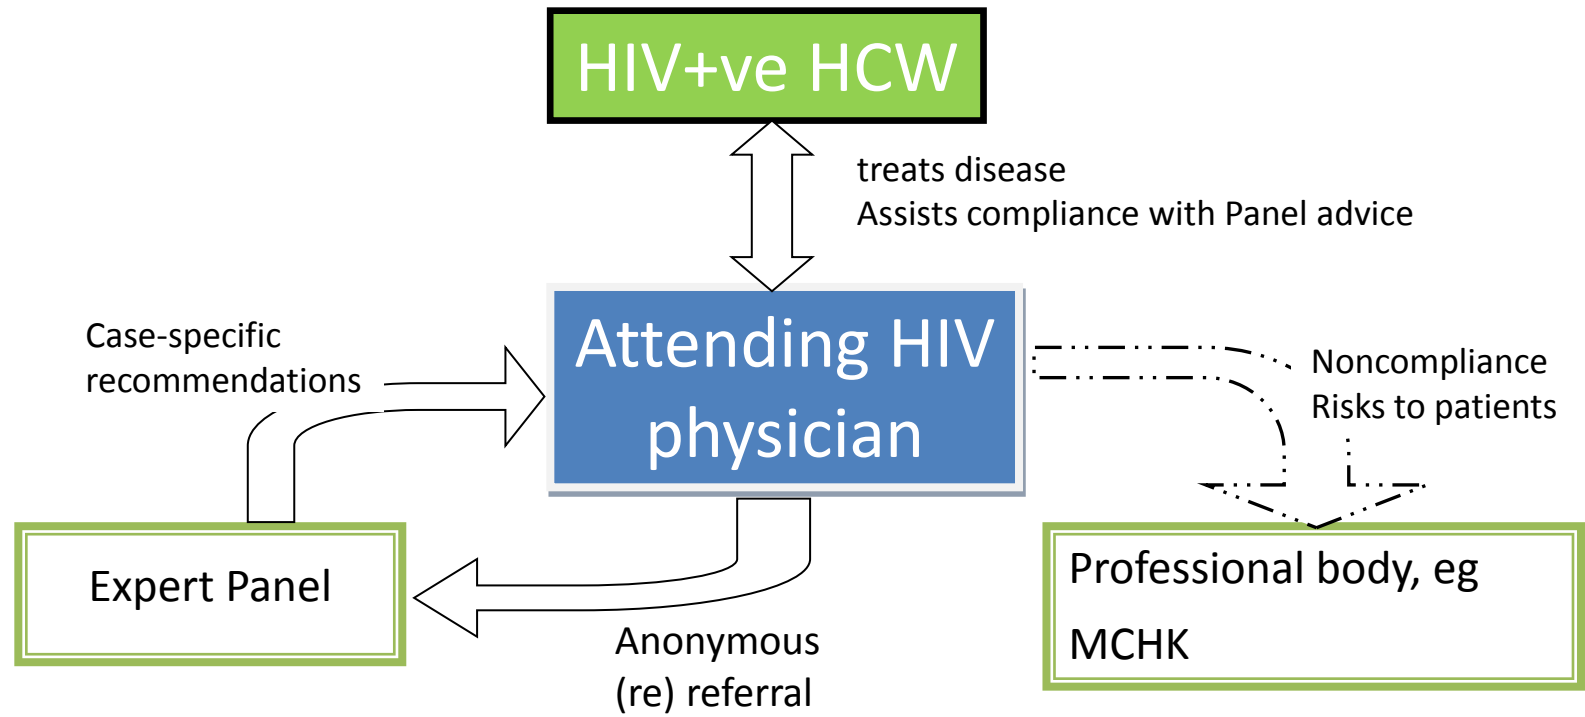 HIV+ve HCW
treats disease
Assists compliance with Panel advice
Attending HIV
physician
Case-specific
recommendations
Noncompliance
Risks to patients
Expert Panel
Anonymous
(re) referral
Professional body, eg
MCHK